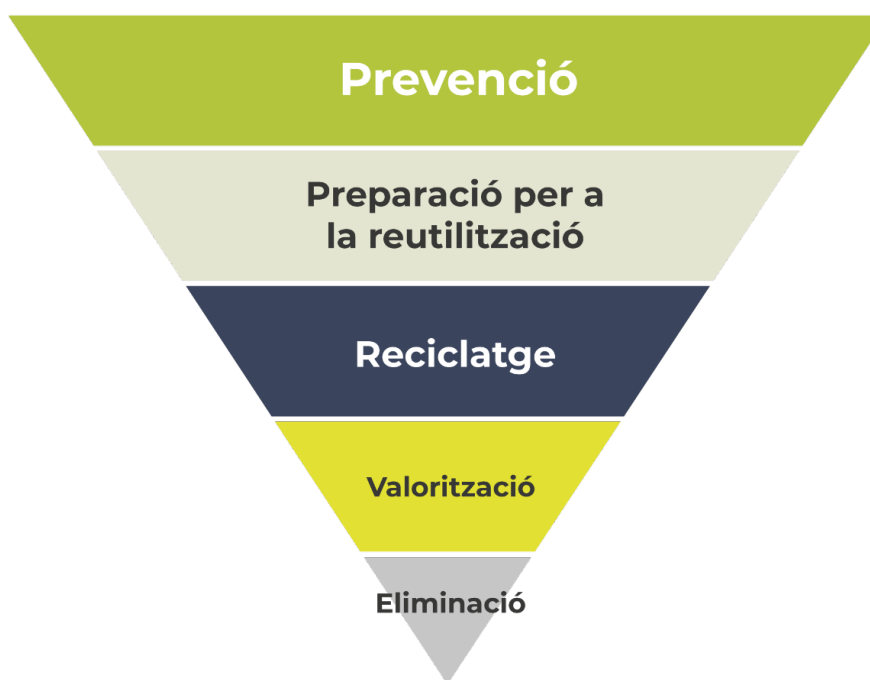 Prevenció
Preparació per a
la reutilització
Reciclatge
Valorització
Eliminació